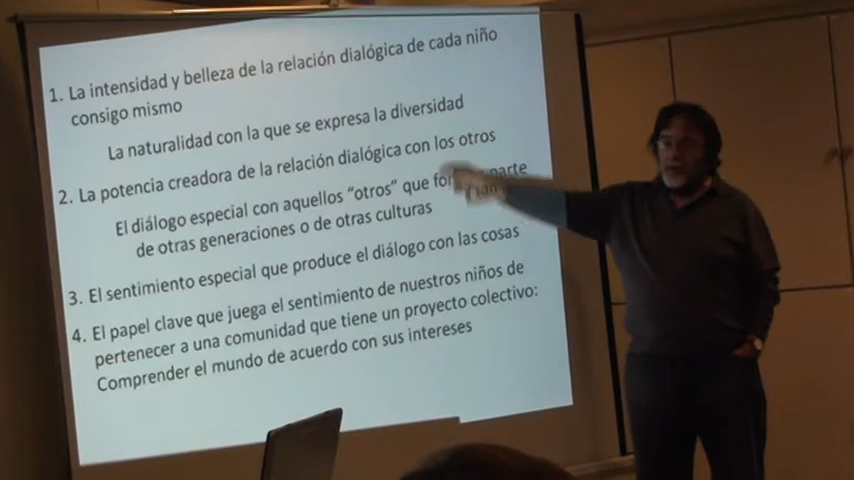 1. La intensidad y belleza de la relación dialógica de cada niño
consigo mismo
La naturalidad con la que se expresa la diversidad
2. La potencia creadora de la relación dialógica con los otros
El diálogo especial con aquellos “otros” que parte
de otras generaciones o de otras culturas
3. El sentimiento especial que produce el diálogo con las cosas
4. El papel clave que juega el sentimiento de nuestros niños de
pertenecer a una comunidad que tiene un proyecto colectivo:
Comprender el mundo de acuerdo con sus intereses